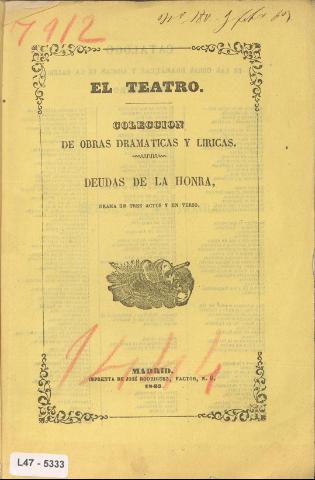 7912
EL TEATRO.
COLECCION
DE OBRAS DRAMATICAS Y LIRICAS.
DEUDAS DE LA HONRA,
DRAMA EN TRES ACTOS Y EN VERSO.
1444
MADRID.
IMPRENTA DE JOSÉ RODRIGUEZ, FACTOR, N. 9.
1863
L47 - 5333